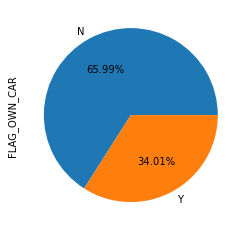 N
65.99%
FLAG_OWN_CAR
34.01%
Y